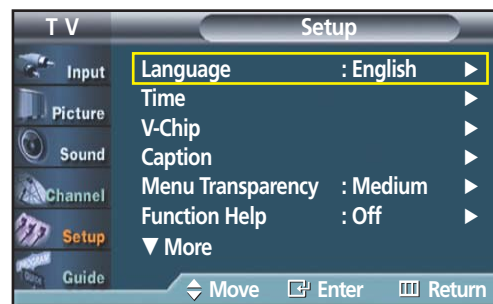 TV
Setup
Input
Picture
Sound
Channel
Setup
Guide
Language : English ▶
Time ▶
V-Chip ▶
Caption ▶
Menu Transparency : Medium ▶
Function Help : Off ▶
▼ More
Move Enter Return